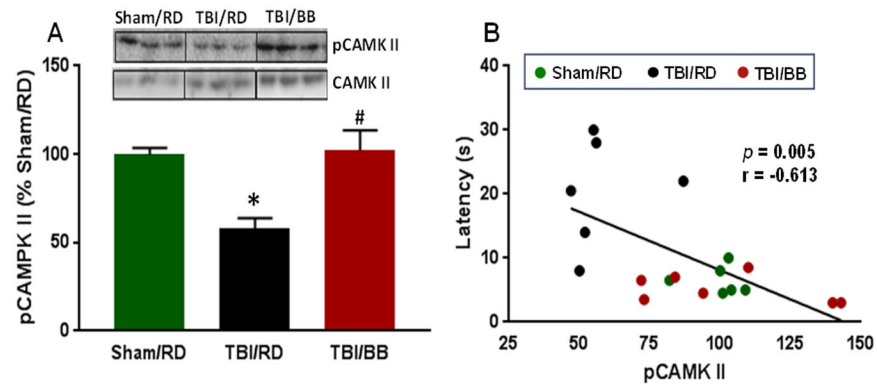 A
Sham/RD TBI/RD TBI/BB
pCAMK II
CAMK II
pCAMPK II (% Sham/RD)
150
100
50
0
*
#
Sham/RD TBI/RD TBI/BB
B
Sham/RD TBI/RD TBI/BB
p = 0.005
r = -0.613
Latency (s)
40
30
20
10
0
25 50 75 100 125 150
pCAMK II